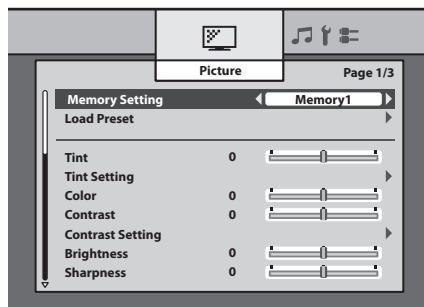 Picture
Page 1/3
Memory Setting Memory1
Load Preset
Tint 0
Tint Setting
Color 0
Contrast 0
Contrast Setting
Brightness 0
Sharpness 0